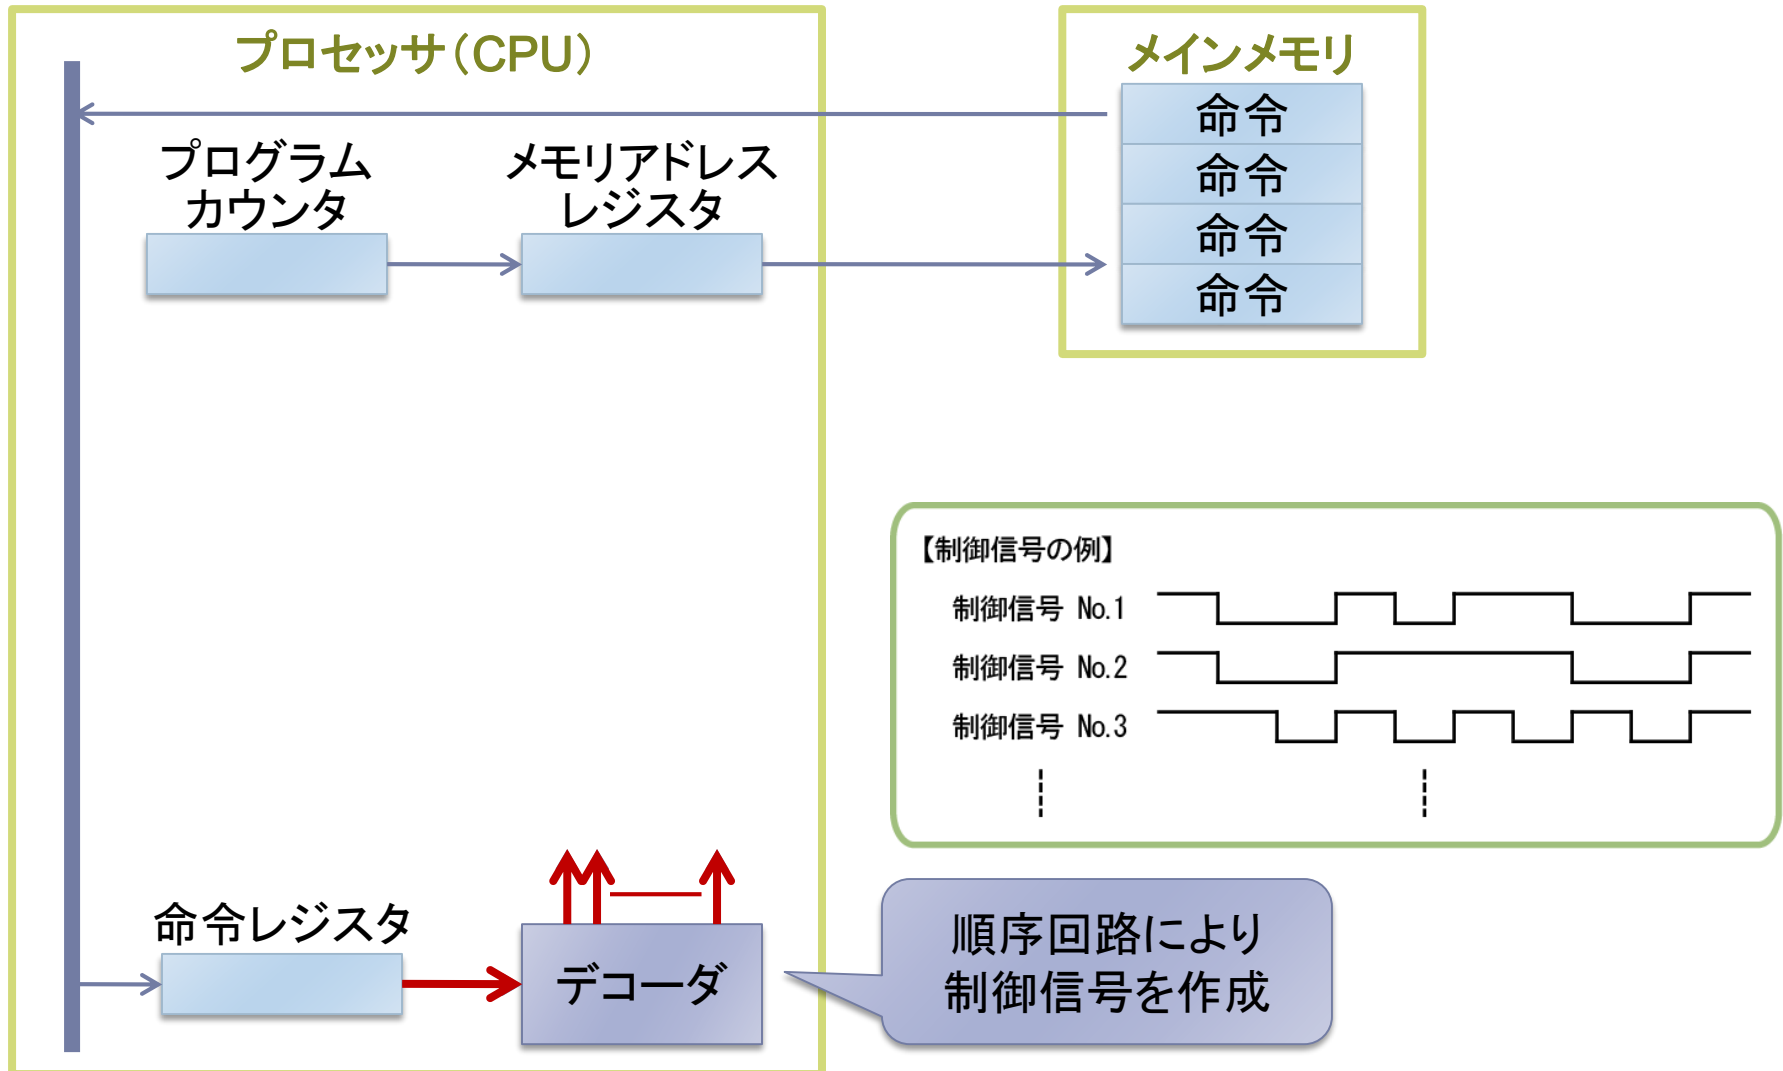 プロセッサ(CPU)
メインメモリ
命令
命令
命令
命令
プログラム
カウンタ
メモリアドレス
レジスタ
【制御信号の例】
制御信号 No.1
制御信号 No.2
制御信号 No.3
命令レジスタ
デコーダ
順序回路により
制御信号を作成